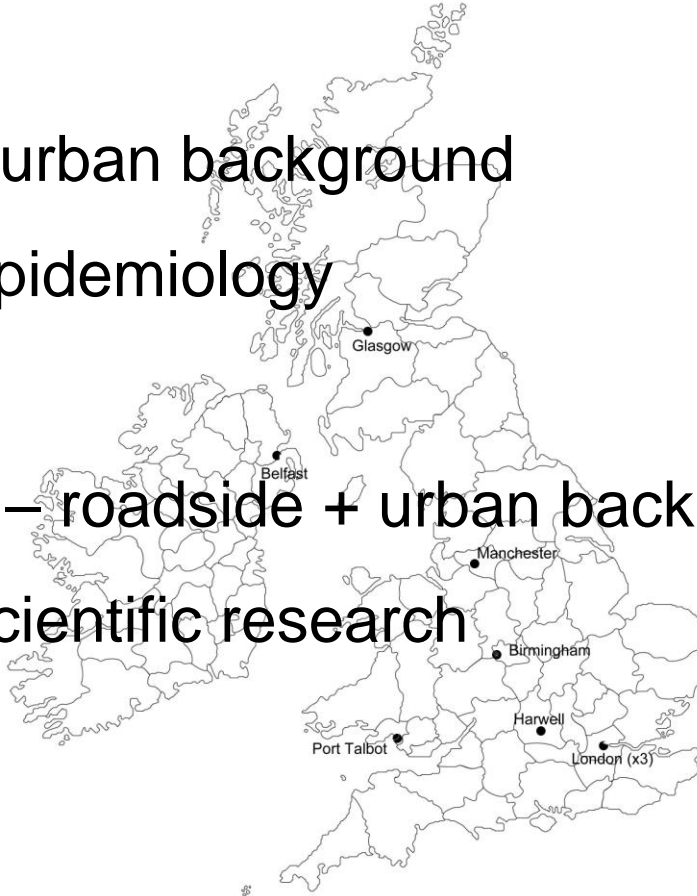 urban background
pidemiology
Glasgow
Belfast
– roadside + urban back
Manchester
cientific research
Birmingham
Harwell
Port Talbot
London (x3)